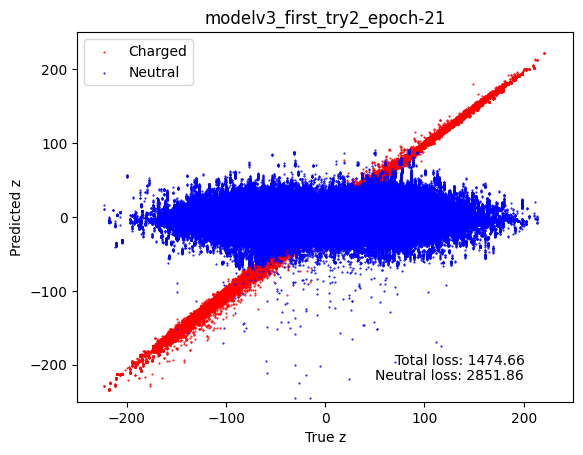 modelv3_first_try2_epoch-21
Charged
Neutral
200
100
0
−100
−200
Predicted z
Total loss: 1474.66
Neutral loss: 2851.86
−200 −100 0 100 200
True z